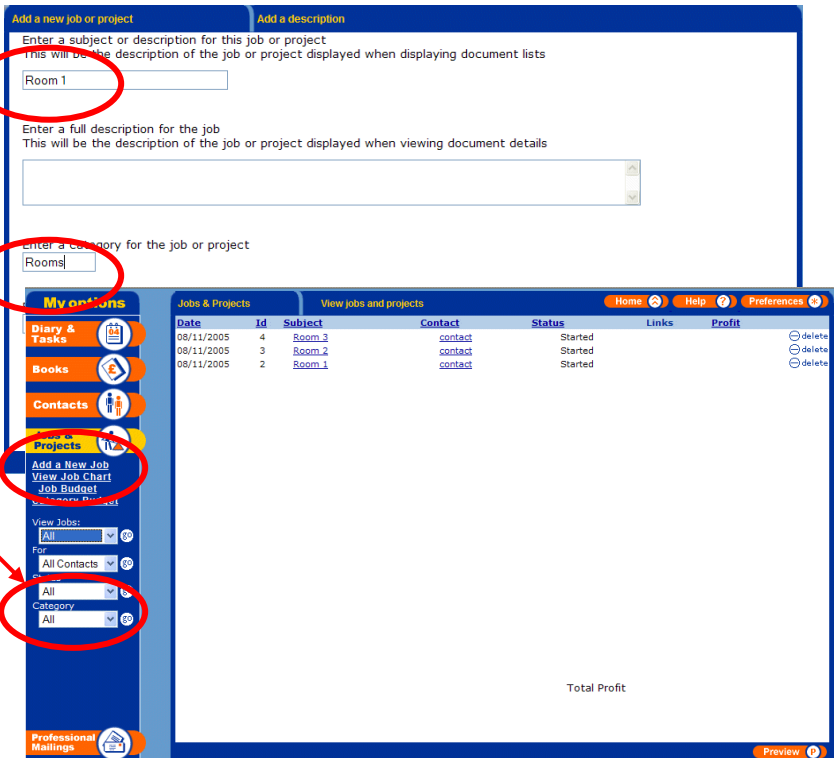 Add a new job or project
Add a description
Enter a subject or description for this job or project
This will be the description of the job or project displayed when displaying document lists
Room 1
Enter a full description for the job
This will be the description of the job or project displayed when viewing document details
Enter a category for the job or project
Rooms
My options
Jobs & Projects
View jobs and projects
Home
Help ?
Preferences *
Diary &
Tasks
04
Books
£
Contacts
Jobs &
Projects
Add a New Job
View Job Chart
Job Budget
Category Budget
View Jobs:
All go
For
All Contacts go
Status
All go
Category
All go
Professional
Mailings
Date Id Subject Contact Status Links Profit
08/11/2005 4 Room 3 contact Started delete
08/11/2005 3 Room 2 contact Started delete
08/11/2005 2 Room 1 contact Started delete
Total Profit
Preview P